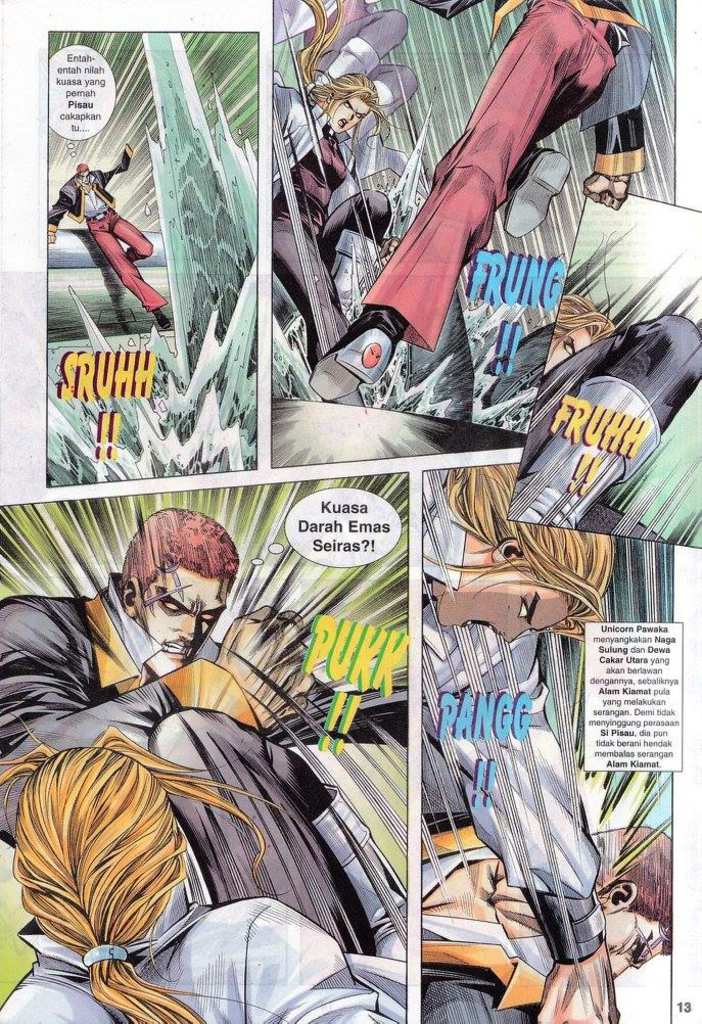 Entah-
entah nilah
kuasa yang
pernah
Pisau
cakapkan
tu....
SRUHH
!!
FRUNG
!!
FRUHH
!!
Kuasa
Darah Emas
Seiras?!
PUKK
!!
PANGG
!!
Unicorn Pawaka
menyangkakan Naga
Sulung dan Dewa
Cakar Utara yang
akan berlawan
dengannya, sebaliknya
Alam Kiamat pula
yang melakukan
serangan. Demi tidak
menyinggung perasaan
Si Pisau, dia pun
tidak berani hendak
membalas serangan
Alam Kiamat.
13